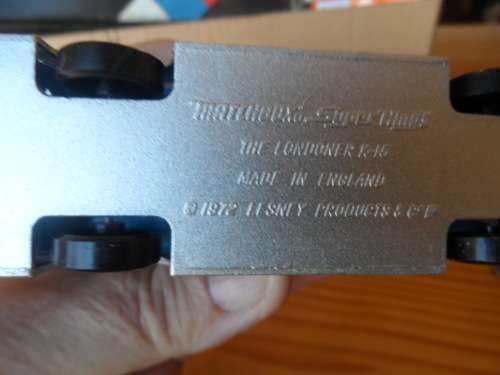 MATCHBOX Super Kings
THE LONDONER K-15
MADE IN ENGLAND
© 1972 LESNEY PRODUCTS & Co LTD